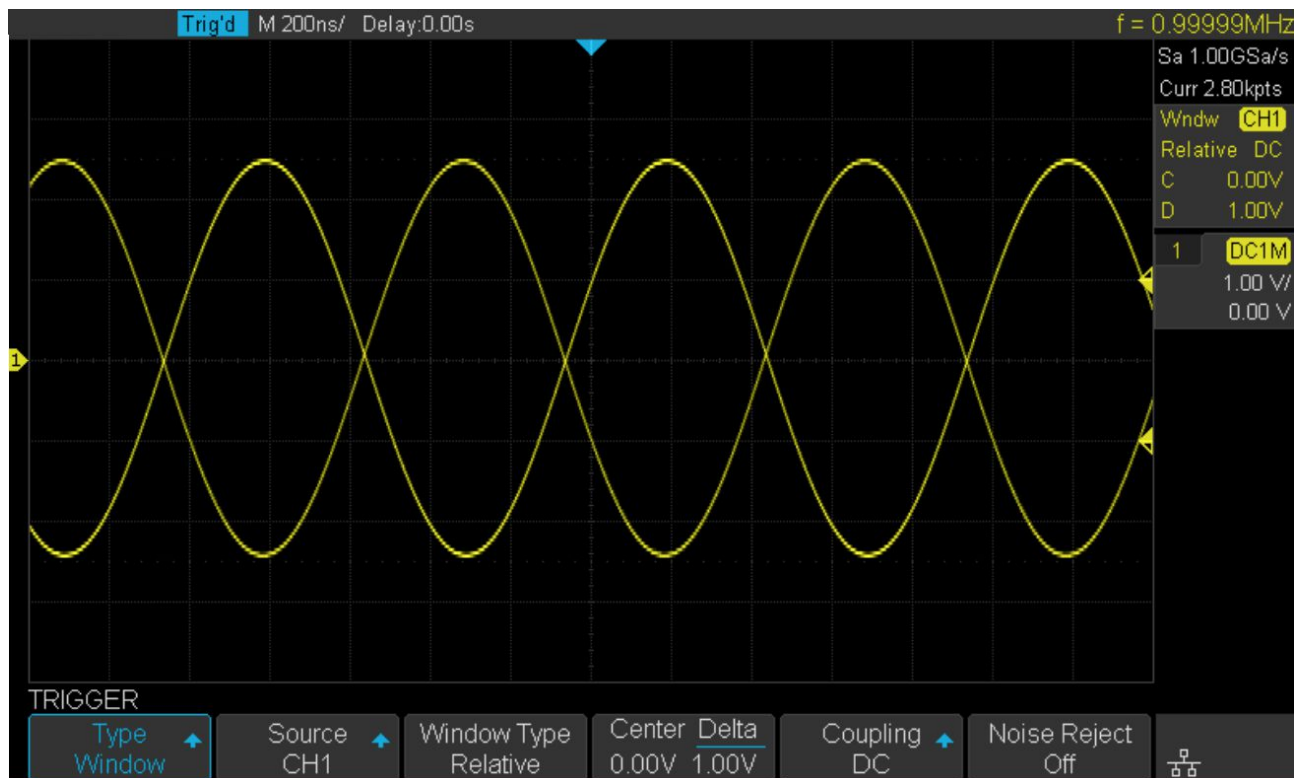 Trig'd M 200ns/ Delay:0.00s f = 0.99999MHz
Sa 1.00GSa/s
Curr 2.80kpts
Wndw CH1
Relative DC
C 0.00V
D 1.00V
1 DC1M
1.00 V/
0.00 V
1
TRIGGER
Type Source Window Type Center Delta Coupling Noise Reject
Window CH1 Relative 0.00V 1.00V DC Off